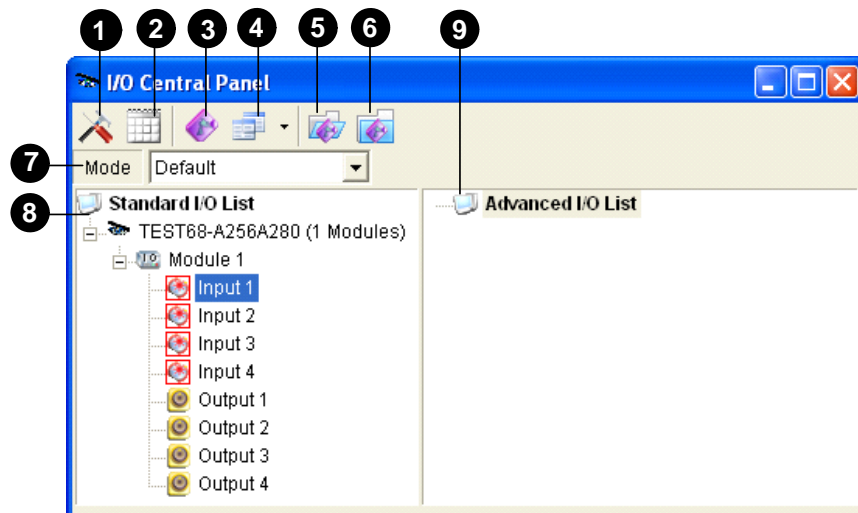 1 2 3 4 5 6 9
I/O Central Panel
7 Mode Default
8 Standard I/O List
Advanced I/O List
TEST68-A256A280 (1 Modules)
Module 1
Input 1
Input 2
Input 3
Input 4
Output 1
Output 2
Output 3
Output 4